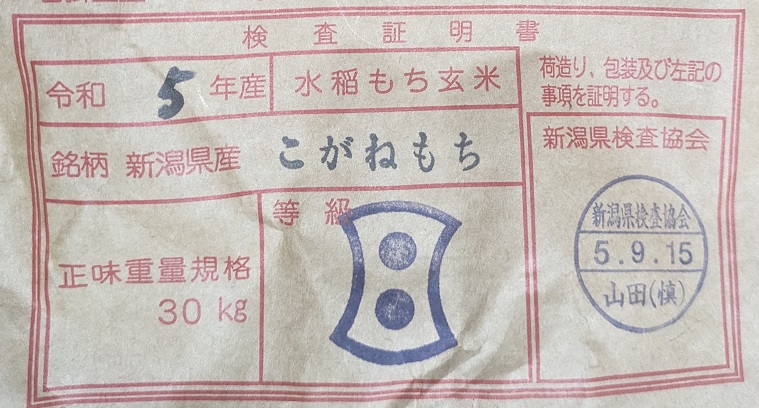 検査証明書
令和 5 年産
水稲もち玄米
銘柄 新潟県産 こがねもち
正味重量規格
30 kg
等級
荷造り、包装及び左記の
事項を証明する。
新潟県検査協会
新潟県検査協会
5.9.15
山田(慎)